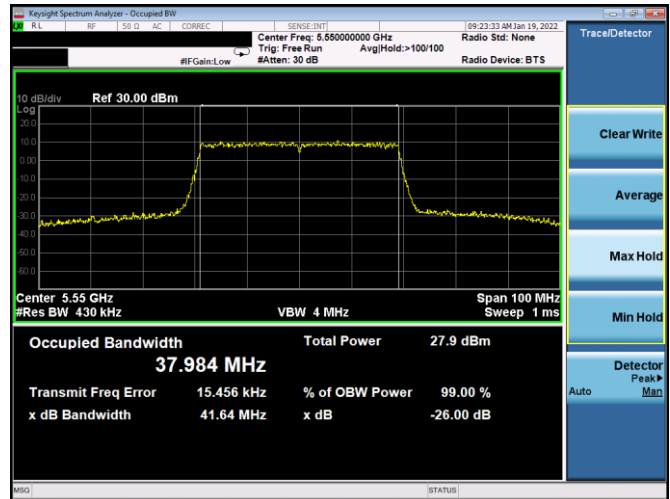 Keysight Spectrum Analyzer - Occupied BW
RL RF 50 Ω AC CORREC SENSE:INT 09:23:33 AM Jan 19, 2022
Center Freq: 5.550000000 GHz Radio Std: None
Trig: Free Run Avg|Hold:>100/100
#IFGain:Low #Atten: 30 dB Radio Device: BTS
Trace/Detector
10 dB/div Ref 30.00 dBm
Log
20.0
10.0
0.00
-10.0
-20.0
-30.0
-40.0
-50.0
-60.0
Center 5.55 GHz Span 100 MHz
#Res BW 430 kHz VBW 4 MHz Sweep 1 ms
Occupied Bandwidth Total Power 27.9 dBm
37.984 MHz
Transmit Freq Error 15.456 kHz % of OBW Power 99.00 %
x dB Bandwidth 41.64 MHz x dB -26.00 dB
Clear Write
Average
Max Hold
Min Hold
Detector
Peak▶
Auto Man
MSG STATUS